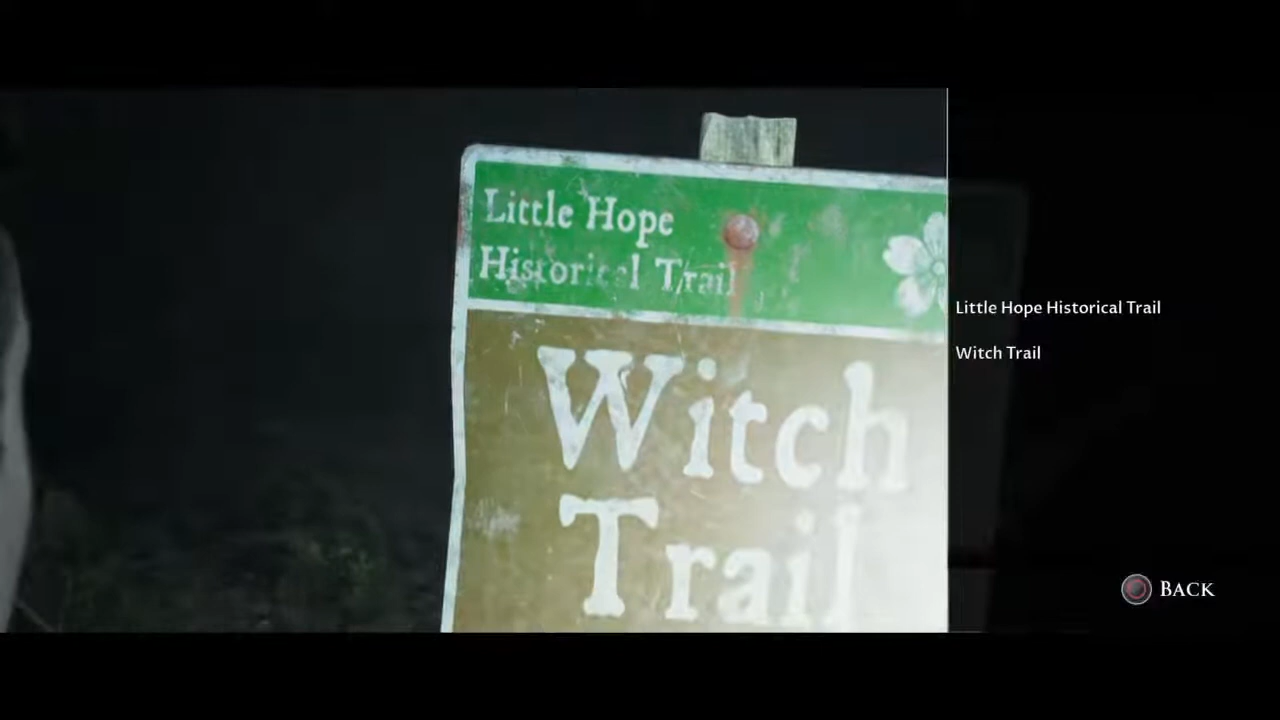 Little Hope
Historical Trail
Witch
Trail
Little Hope Historical Trail
Witch Trail
BACK